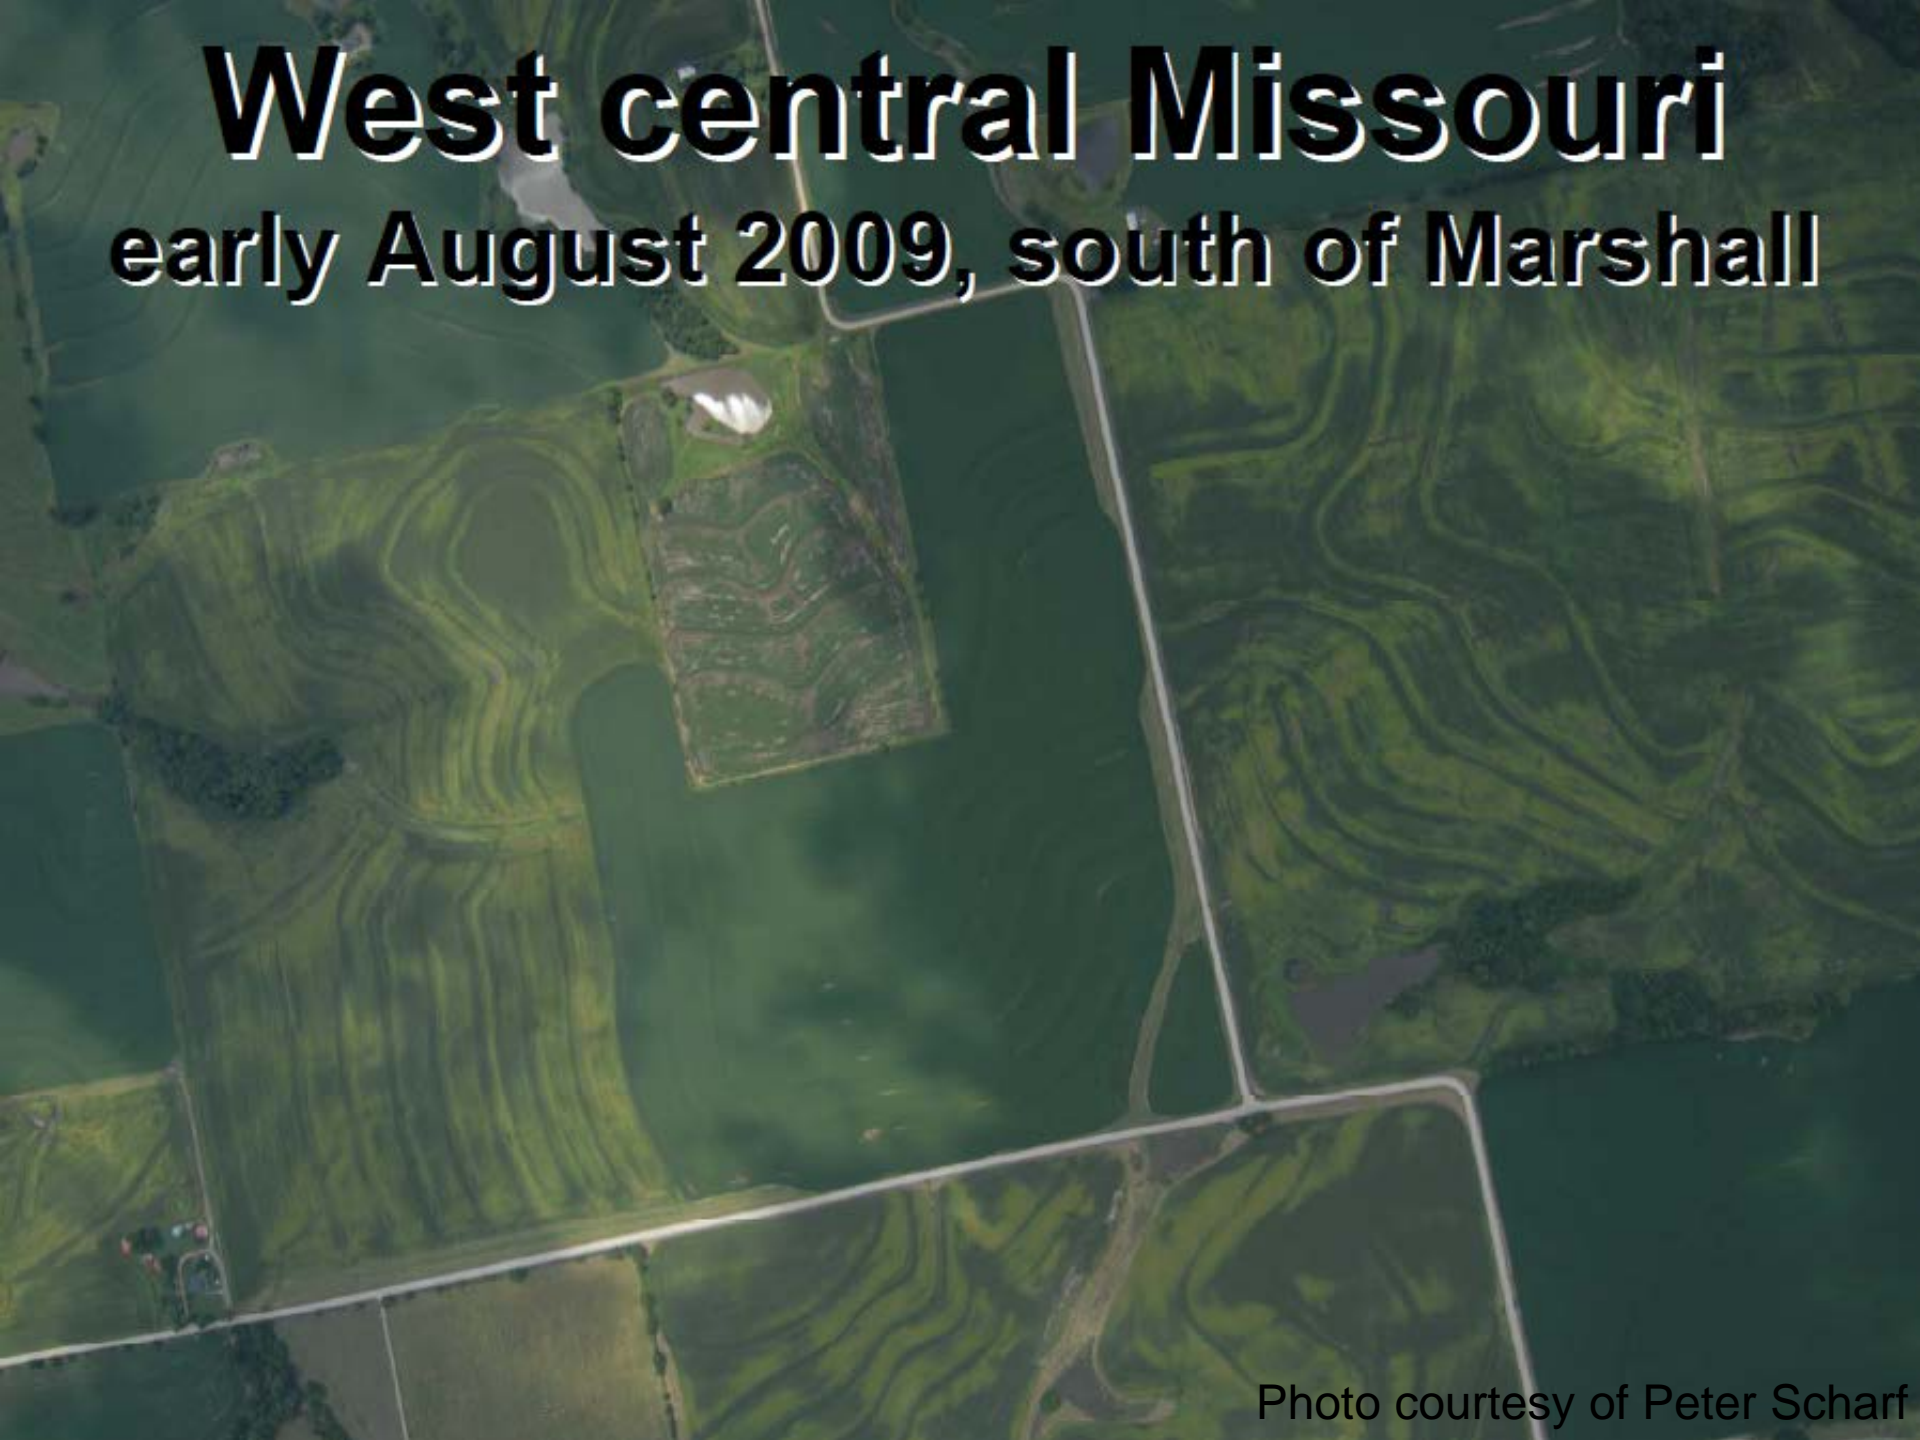 West central Missouri
early August 2009, south of Marshall
Photo courtesy of Peter Scharf